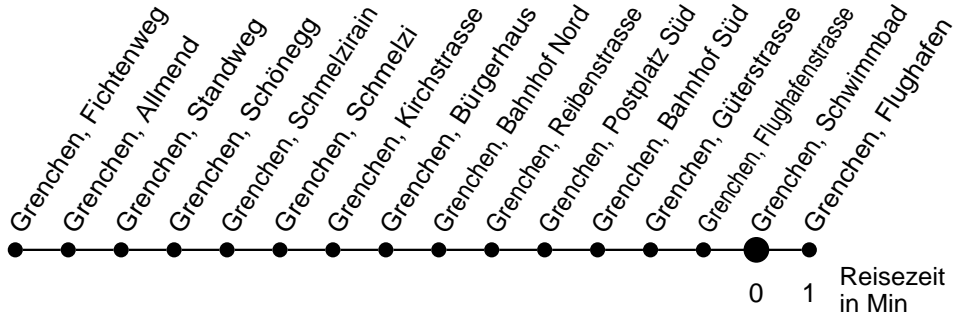 Grenchen, Fichtenweg
Grenchen, Allmend
Grenchen, Standweg
Grenchen, Schönegg
Grenchen, Schmelzirain
Grenchen, Schmelzi
Grenchen, Kirchstrasse
Grenchen, Bürgerhaus
Grenchen, Bahnhof Nord
Grenchen, Reibenstrasse
Grenchen, Postplatz Süd
Grenchen, Bahnhof Süd
Grenchen, Güterstrasse
Grenchen, Flughafenstrasse
Grenchen, Schwimmbad
Grenchen, Flughafen
0 1 Reisezeit
in Min